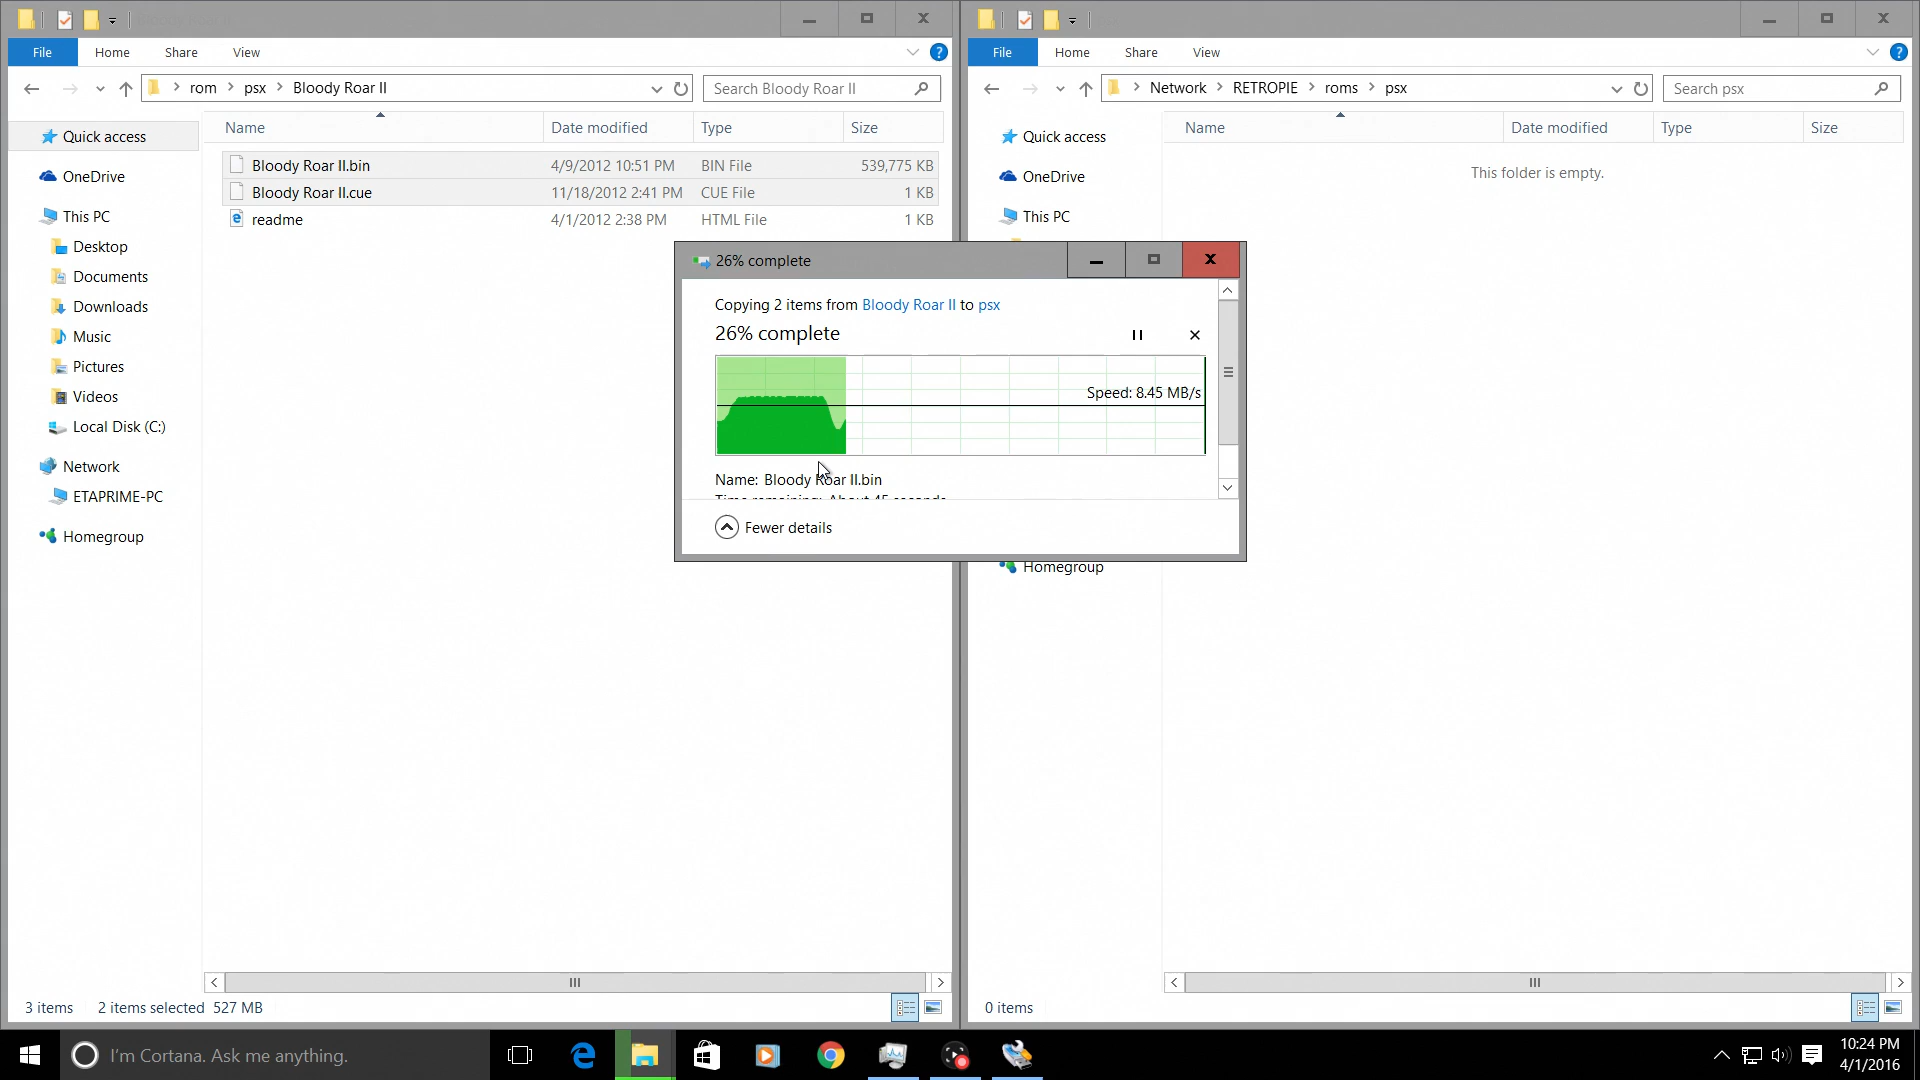 File Home Share View
rom psx Bloody Roar II
Search Bloody Roar II
Name Date modified Type Size
Quick access
OneDrive
This PC
Desktop
Documents
Downloads
Music
Pictures
Videos
Local Disk (C:)
Network
ETAPRIME-PC
Homegroup
Bloody Roar II.bin 4/9/2012 10:51 PM BIN File 539,775 KB
Bloody Roar II.cue 11/18/2012 2:41 PM CUE File 1 KB
readme 4/1/2012 2:38 PM HTML File 1 KB
3 items 2 items selected 527 MB
File Home Share View
Network RETROPIE roms psx
Search psx
Name Date modified Type Size
This folder is empty.
Quick access
OneDrive
This PC
Homegroup
0 items
26% complete
Copying 2 items from Bloody Roar II to psx
26% complete
Speed: 8.45 MB/s
Name: Bloody Roar II.bin
Time remaining: About 45 seconds
Fewer details
I'm Cortana. Ask me anything.
10:24 PM
4/1/2016